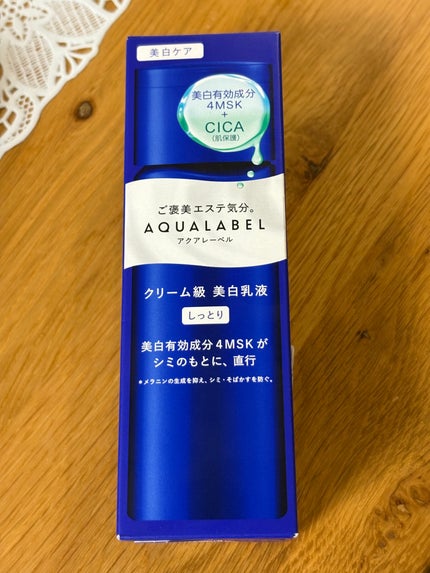 美白ケア
美白有効成分
4MSK
+
CICA
(肌保護)
ご褒美エステ気分。
AQUALABEL
アクアレーベル
クリーム級 美白乳液
しっとり
美白有効成分4MSKが
シミのもとに、直行
*メラニンの生成を抑え、シミ・そばかすを防ぐ。